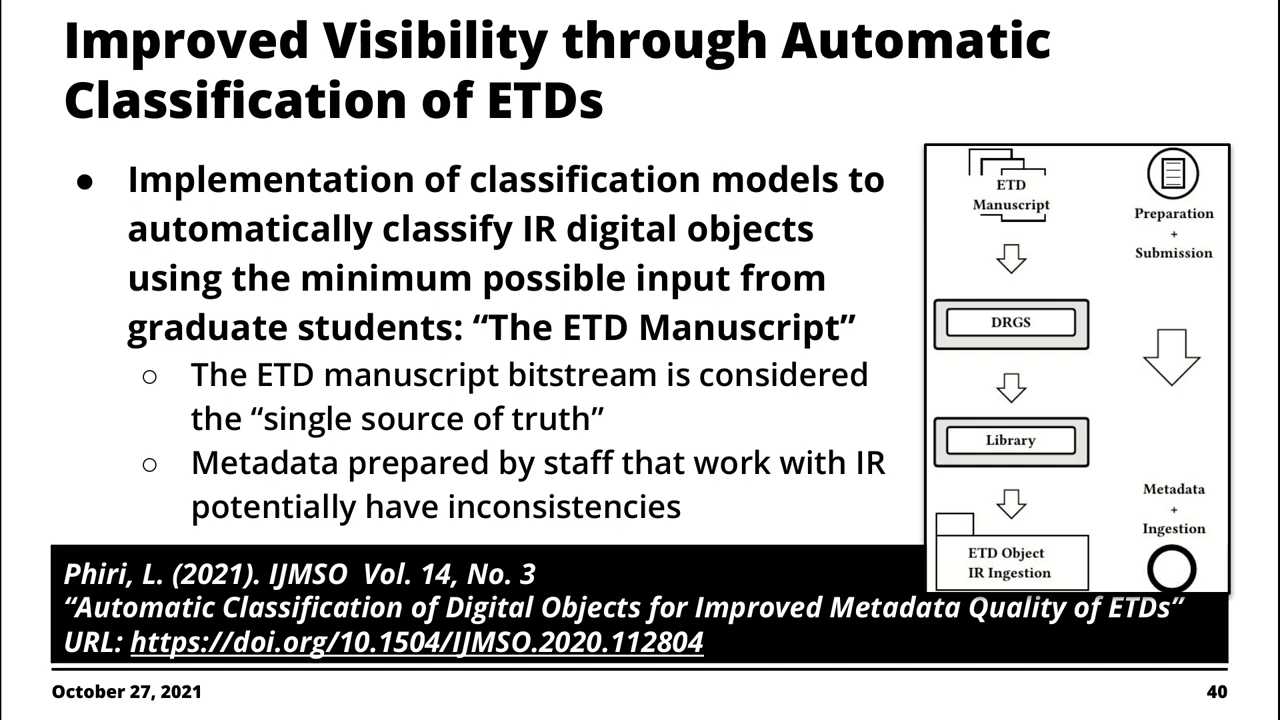 Improved Visibility through Automatic
Classification of ETDs
● Implementation of classification models to
automatically classify IR digital objects
using the minimum possible input from
graduate students: “The ETD Manuscript”
○ The ETD manuscript bitstream is considered
the “single source of truth”
○ Metadata prepared by staff that work with IR
potentially have inconsistencies
ETD
Manuscript
DRGS
Library
ETD Object
IR Ingestion
Preparation
+
Submission
Metadata
+
Ingestion
Phiri, L. (2021). IJMSO Vol. 14, No. 3
“Automatic Classification of Digital Objects for Improved Metadata Quality of ETDs”
URL: https://doi.org/10.1504/IJMSO.2020.112804
October 27, 2021
40